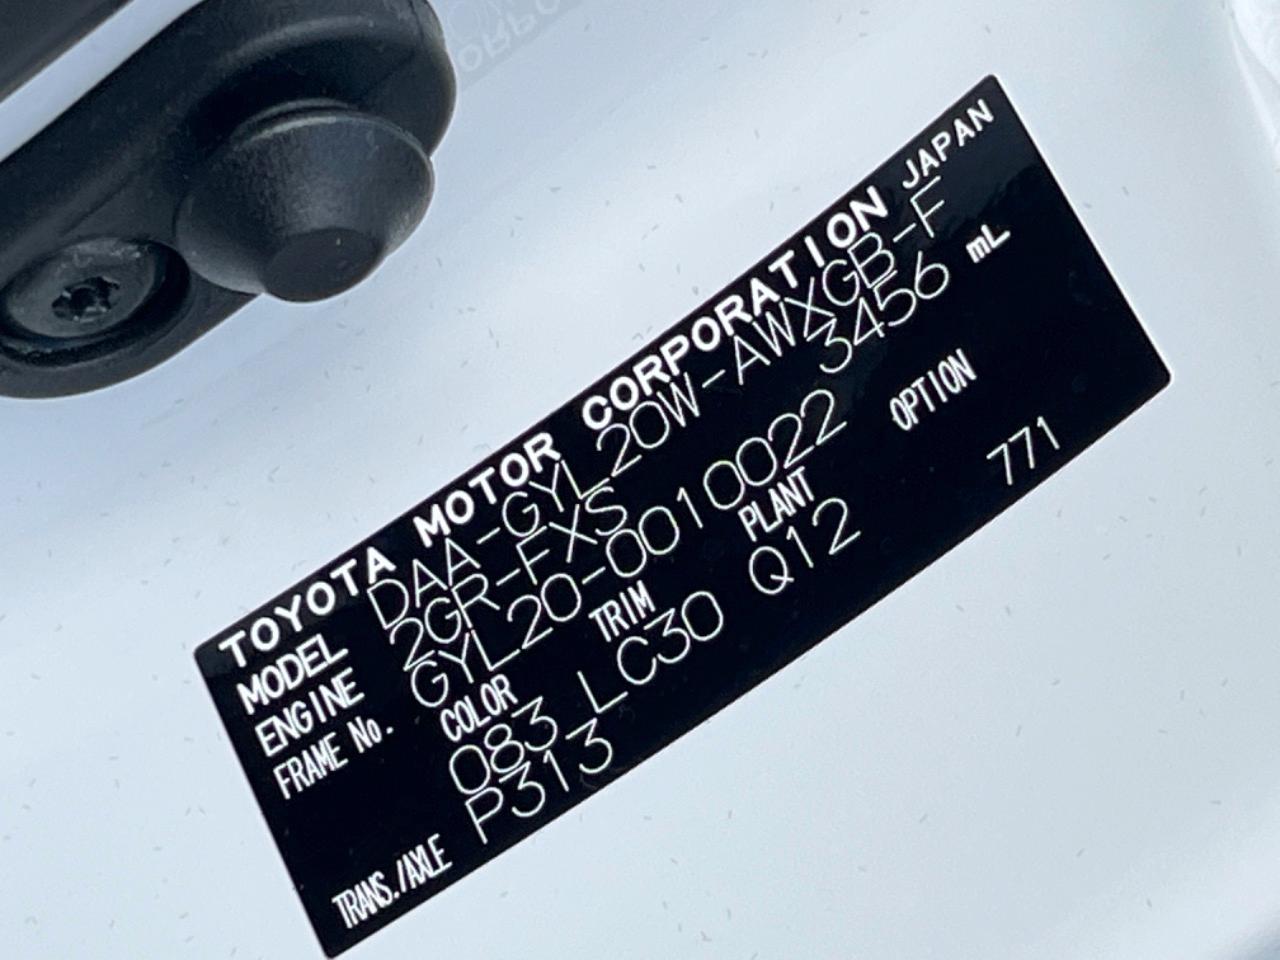 TOYOTA MOTOR CORPORATION JAPAN
MODEL DAA-GYL20W-AWXGB-F
ENGINE 2GR-FXS 3456 mL
FRAME No. GYL20-0010022
COLOR TRIM PLANT OPTION
083 LC30 Q12 771
TRANS./AXLE P313